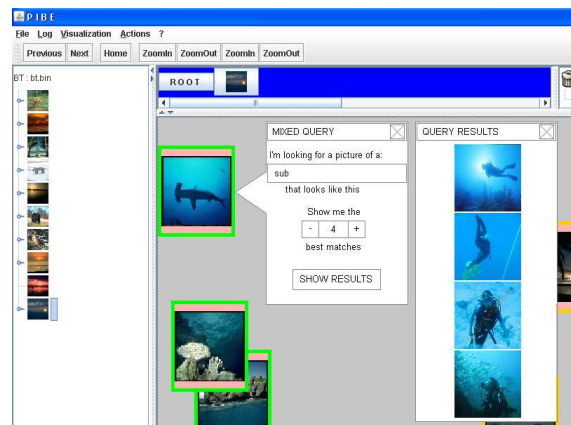 PIBE
File Log Visualization Actions ?
Previous Next Home ZoomIn ZoomOut ZoomIn ZoomOut
BT : bt.bin
ROOT
MIXED QUERY
I'm looking for a picture of a:
sub
that looks like this
Show me the
- 4 +
best matches
SHOW RESULTS
QUERY RESULTS